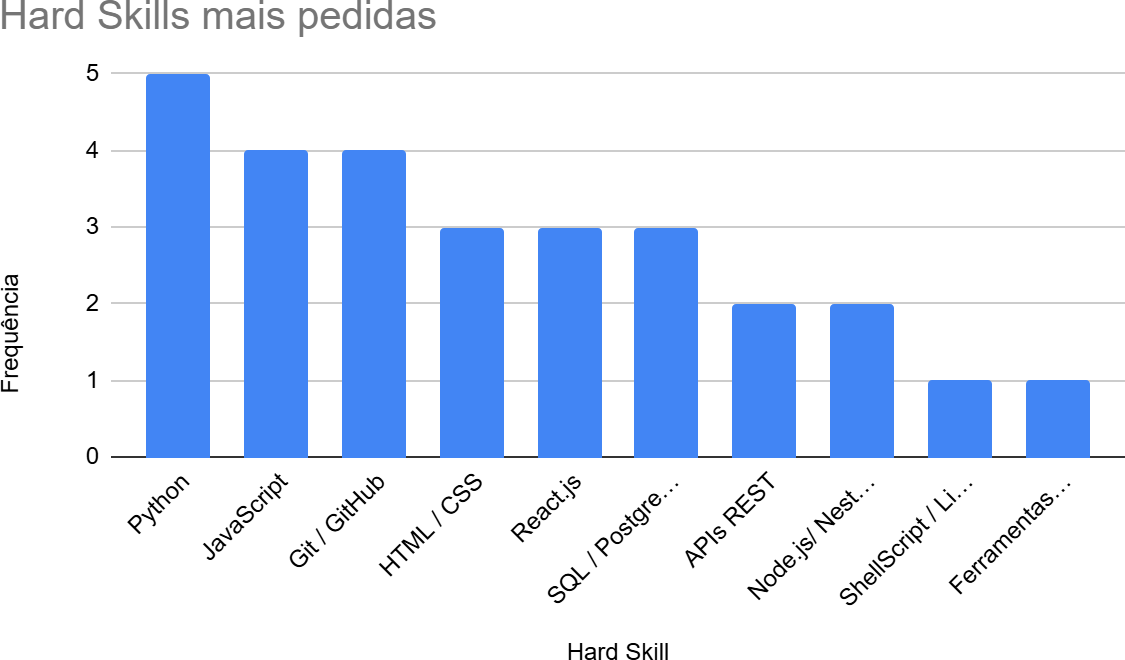 Hard Skills mais pedidas
5
4
3
2
1
0
Frequência
Python
JavaScript
Git / GitHub
HTML / CSS
React.js
SQL / Postgre…
APIs REST
Node.js/ Nest…
ShellScript / Li…
Ferramentas…
Hard Skill